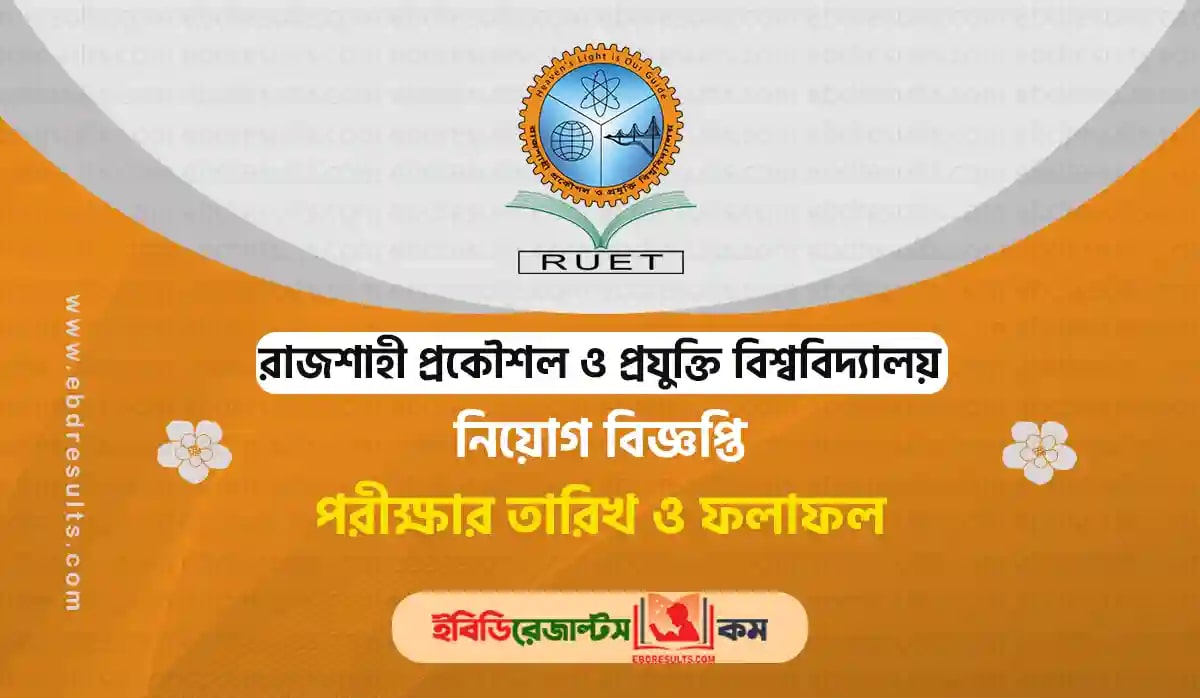 Heaven's Light is Our Guide
রাজশাহী প্রকৌশল ও প্রযুক্তি বিশ্ববিদ্যালয়
RUET
রাজশাহী প্রকৌশল ও প্রযুক্তি বিশ্ববিদ্যালয়
নিয়োগ বিজ্ঞপ্তি
পরীক্ষার তারিখ ও ফলাফল
www.ebdresults.com
ইবিডিরেজাল্টস কম
EBDRESULTS.COM